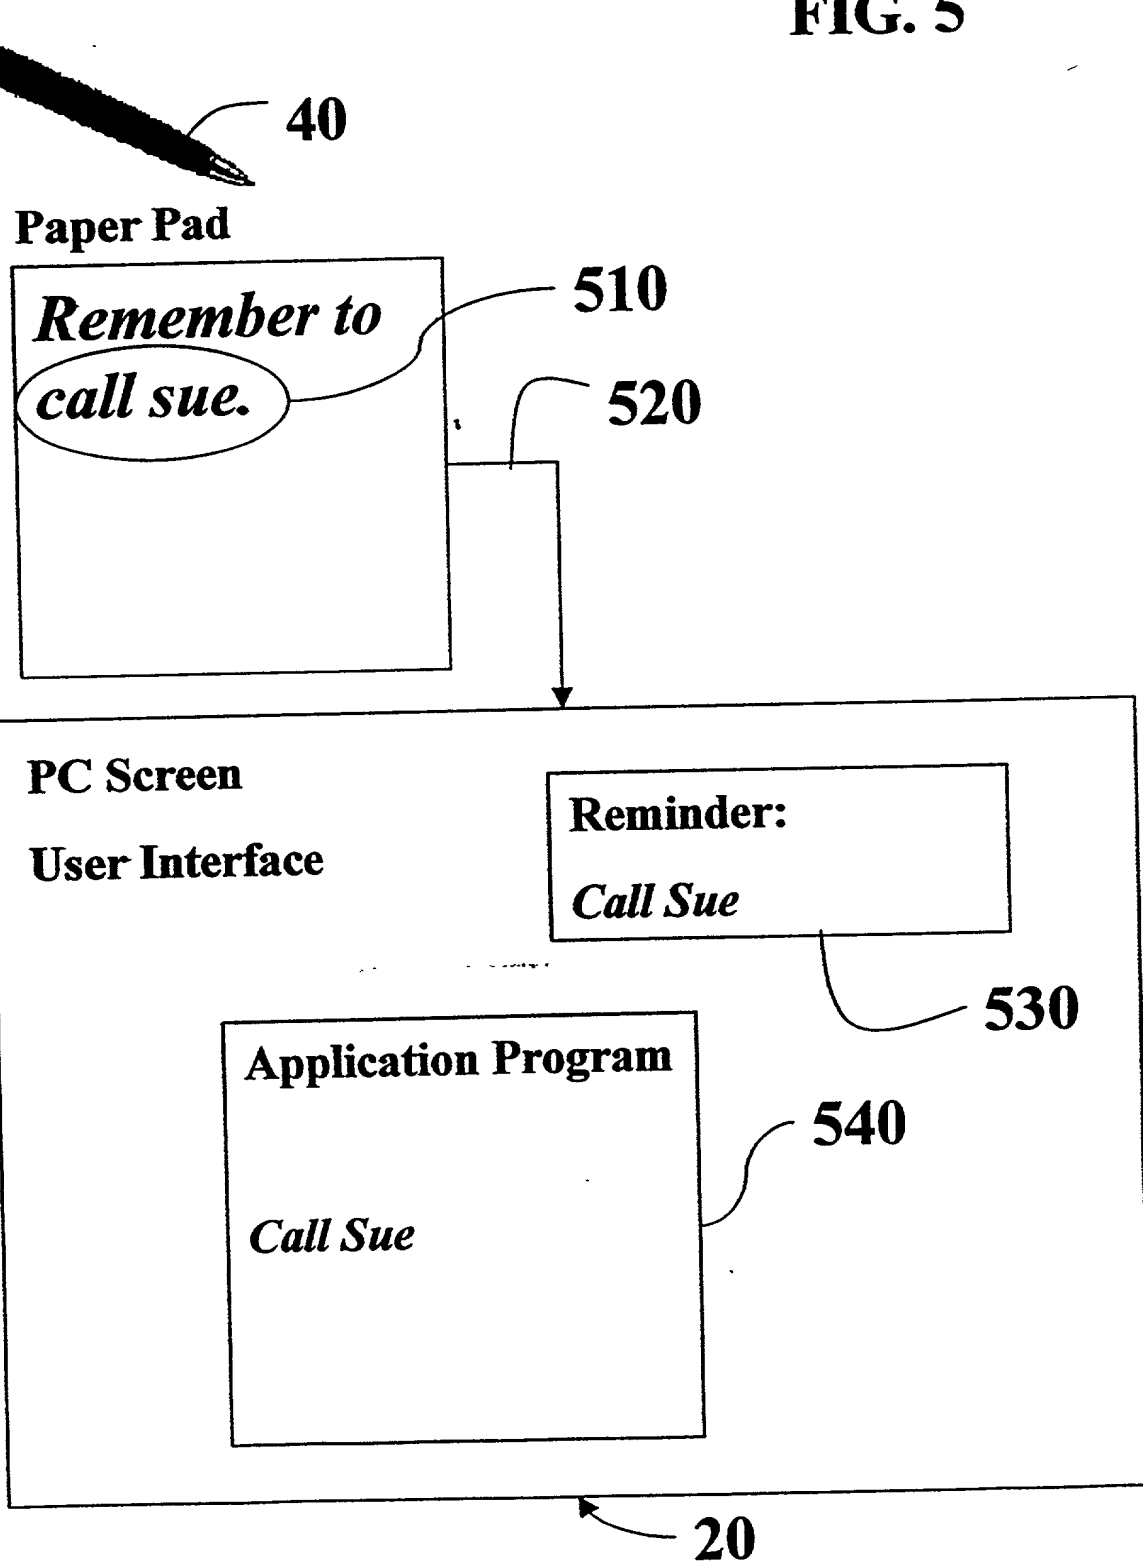 FIG. 5
40
Paper Pad
Remember to
510
call sue.
520
PC Screen
Reminder:
User Interface
Call Sue
530
Application Program
540
Call Sue
20